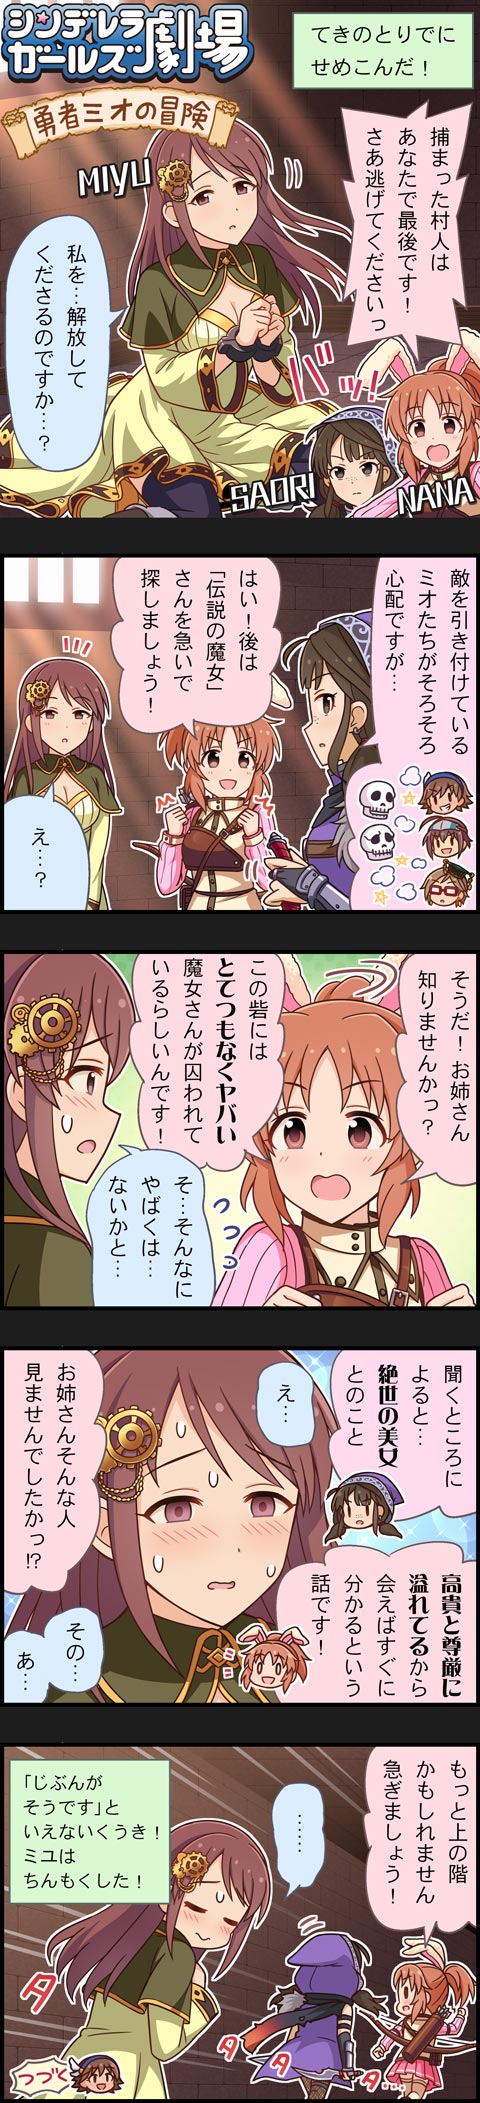 シンデレラ
ガールズ劇場
勇者ミオの冒険
てきのとりでに
せめこんだ！
捕まった村人は
あなたで最後です！
さあ逃げてくださいっ
MIYU
私を…解放して
くださるのですか…？
バッ！
SAORI
NANA
敵を引き付けている
ミオたちがそろそろ
心配ですが…
はい！後は
「伝説の魔女」
さんを急いで
探しましょう！
え…？
そうだ！お姉さん
知りませんかっ？
この砦には
とてつもなくヤバい
魔女さんが囚われて
いるらしいんです！
そ…そんなに
やばくは…
ないかと…
聞くところに
よると…
絶世の美女
とのこと
え…
高貴と尊厳に
溢れてるから
会えばすぐに
分かるという
話です！
お姉さんそんな人
見ませんでしたかっ!?
その…
あ…
もっと上の階
かもしれません
急ぎましょう！
……
「じぶんが
そうです」と
いえないくうき！
ミユは
ちんもくした！
タ
タ
タ…
タ…
つづく